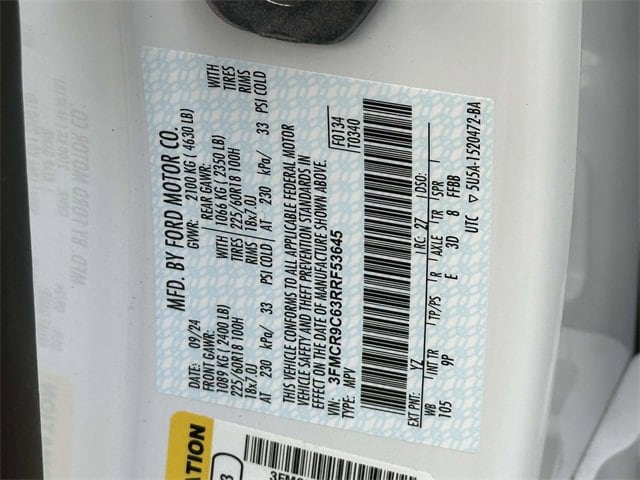 MFD. BY FORD MOTOR CO.
DATE: 09/24 GVWR: 2100 KG ( 4630 LB)
FRONT GAWR: REAR GAWR:
1089 KG ( 2400 LB) WITH 1066 KG ( 2350 LB) WITH
225/60R18 100H TIRES 225/60R18 100H TIRES
18x7.0J RIMS 18x7.0J RIMS
AT 230 kPa/ 33 PSI COLD AT 230 kPa/ 33 PSI COLD
THIS VEHICLE CONFORMS TO ALL APPLICABLE FEDERAL MOTOR
VEHICLE SAFETY AND THEFT PREVENTION STANDARDS IN
EFFECT ON THE DATE OF MANUFACTURE SHOWN ABOVE.
VIN: 3FMCR9C63RRF53645 F0134
TYPE: MPV T0340
EXT PNT: YZ RC: 27 DSO:
WB INT TR TP/PS R AXLE TR SPR
105 9P E 3D 8 FFBB
UTC ▽ 5U5A-1520472-BA
ATION
3
3FMC